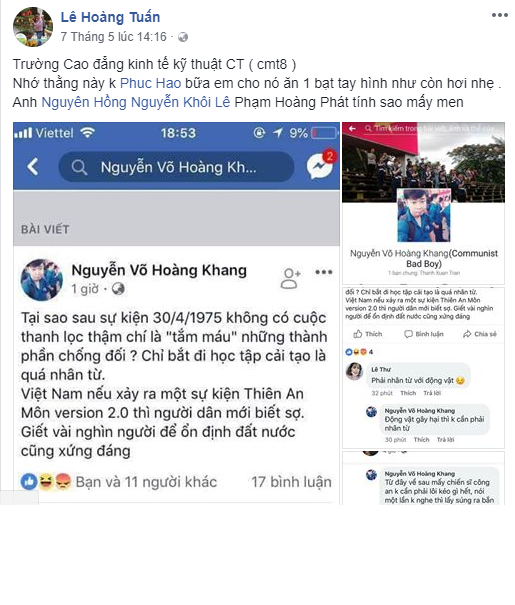 Lê Hoàng Tuấn
7 Tháng 5 lúc 14:16 ·
Trường Cao đẳng kinh tế kỹ thuật CT ( cmt8 )
Nhớ thằng này k Phuc Hao bữa em cho nó ăn 1 bạt tay hình như còn hơi nhẹ .
Anh Nguyên Hồng Nguyễn Khôi Lê Phạm Hoàng Phát tính sao mấy men
Viettel 18:53 9%
Nguyễn Võ Hoàng Kh...
2
BÀI VIẾT
Nguyễn Võ Hoàng Khang
1 giờ ·
Tại sao sau sự kiện 30/4/1975 không có cuộc
thanh lọc thậm chí là "tắm máu" những thành
phần chống đối ? Chỉ bắt đi học tập cải tạo là
quá nhân từ.
Việt Nam nếu xảy ra một sự kiện Thiên An
Môn version 2.0 thì người dân mới biết sợ.
Giết vài nghìn người để ổn định đất nước
cũng xứng đáng
Bạn và 11 người khác 17 bình luận
Tìm kiếm trong bài viết, ảnh và
Nguyễn Võ Hoàng Khang(Communist
Bad Boy)
1 bạn chung: Thanh Xuan Tran
đối ? Chỉ bắt đi học tập cải tạo là quá nhân từ.
Việt Nam nếu xảy ra một sự kiện Thiên An Môn
version 2.0 thì người dân mới biết sợ. Giết vài nghìn
người để ổn định đất nước cũng xứng đáng
Thích Bình luận Chia sẻ
4
Lê Thư
Phải nhân từ với động vật
32 phút Thích Trả lời
Nguyễn Võ Hoàng Khang
Động vật gây hại thì k cần phải
nhân từ
30 phút Thích Trả lời
Nguyễn Võ Hoàng Khang
Từ đây về sau mấy chiến sĩ công
an k cần phải lôi kéo gì hết, nói
một lần k nghe thì lấy súng ra bắn